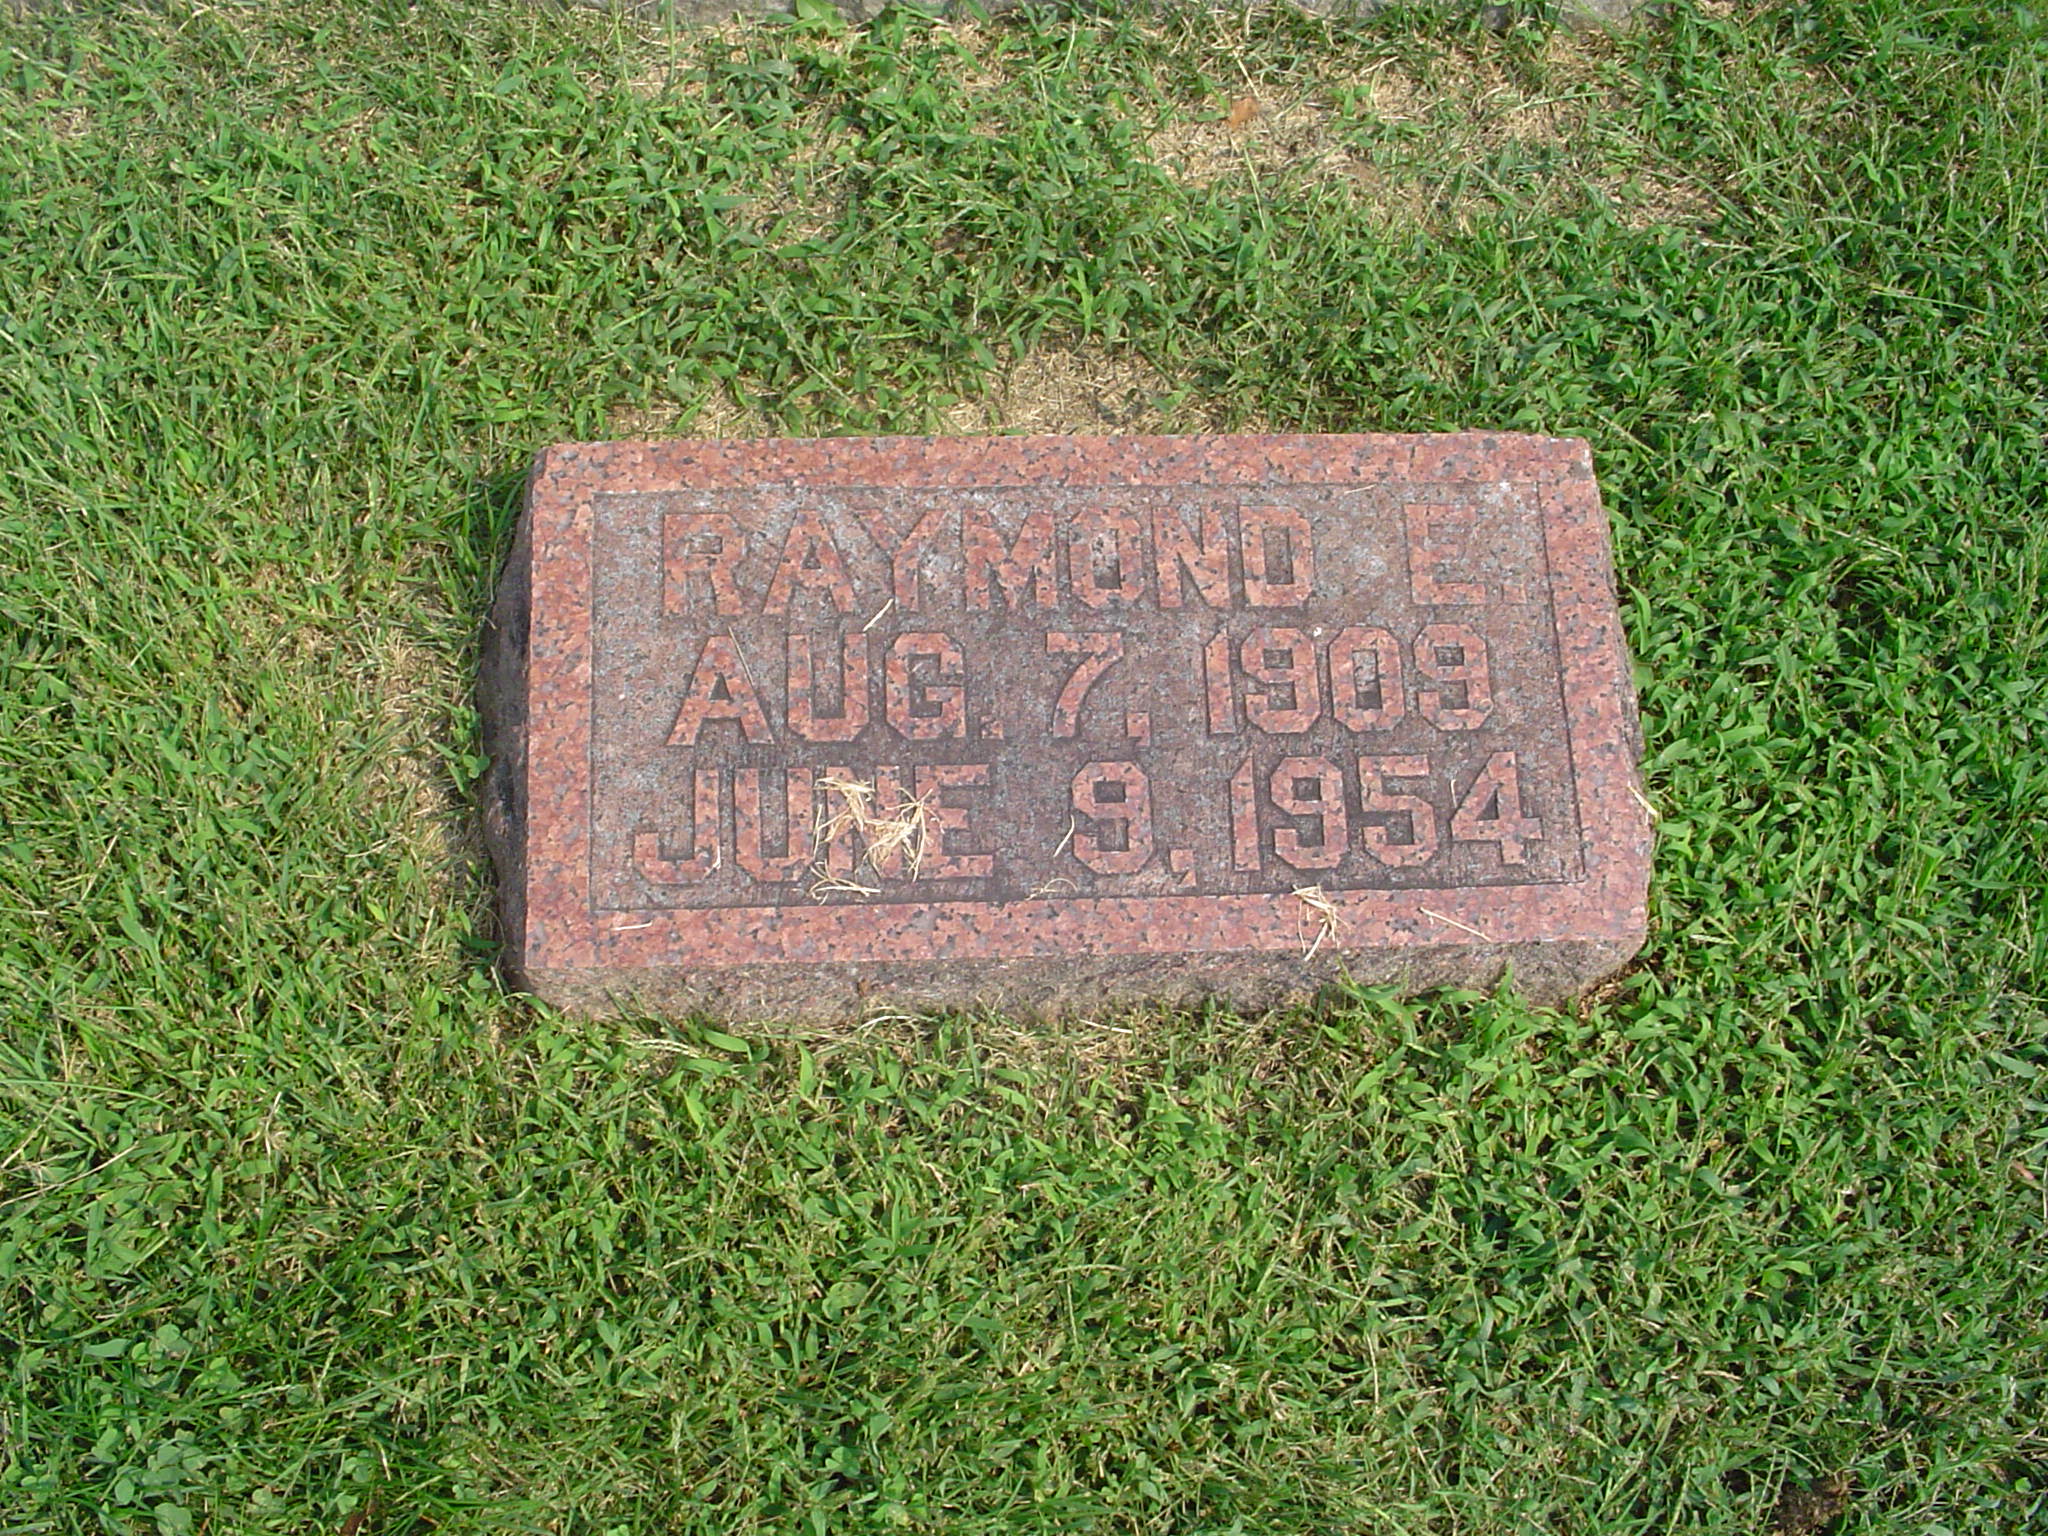 RAYMOND E.
AUG. 7, 1909
JUNE 9, 1954